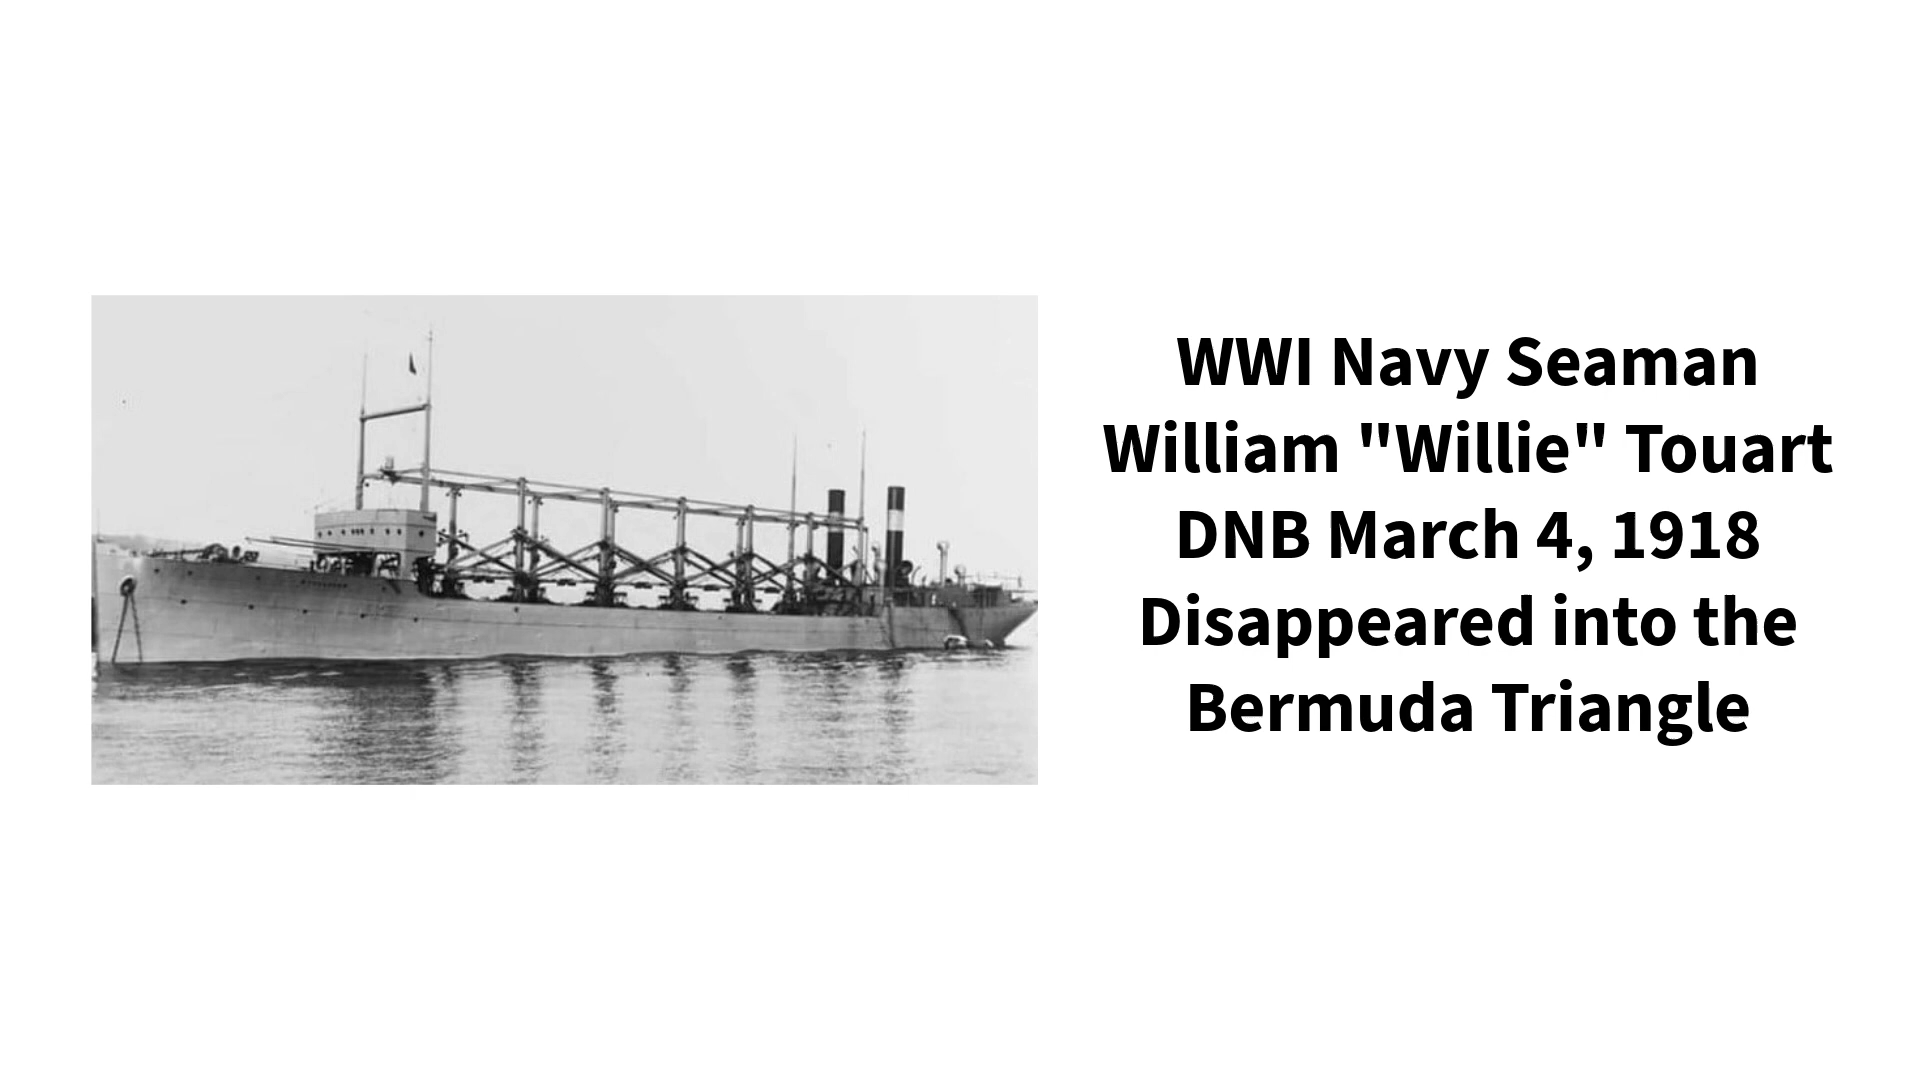 WWI Navy Seaman
William "Willie" Touart
DNB March 4, 1918
Disappeared into the
Bermuda Triangle